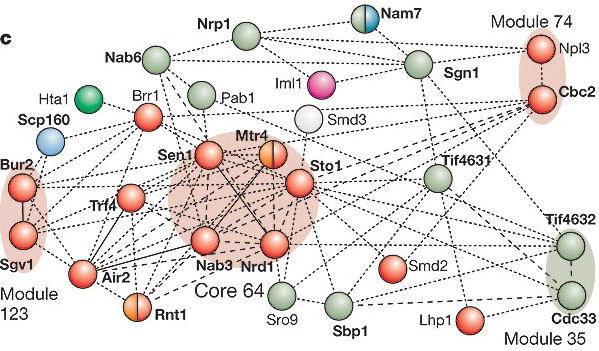 c
Nam7
Module 74
Nrp1
Nab6
Npl3
Sgn1
Iml1
Cbc2
Hta1
Brr1
Pab1
Scp160
Smd3
Mtr4
Bur2
Sen1
Sto1
Tif4631
Trf4
Tif4632
Sgv1
Nab3
Nrd1
Smd2
Air2
Core 64
Module
123
Rnt1
Sro9
Sbp1
Lhp1
Cdc33
Module 35